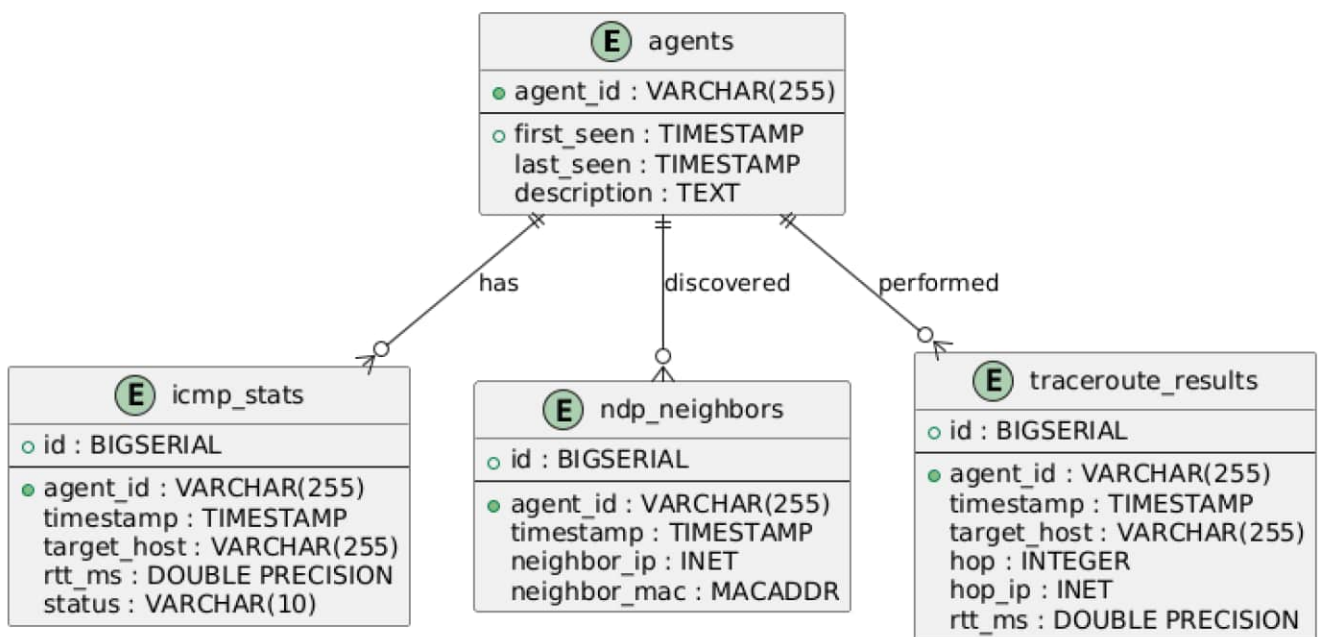 E agents
agent_id : VARCHAR(255)
first_seen : TIMESTAMP
last_seen : TIMESTAMP
description : TEXT
has
discovered
performed
E icmp_stats
id : BIGSERIAL
agent_id : VARCHAR(255)
timestamp : TIMESTAMP
target_host : VARCHAR(255)
rtt_ms : DOUBLE PRECISION
status : VARCHAR(10)
E ndp_neighbors
id : BIGSERIAL
agent_id : VARCHAR(255)
timestamp : TIMESTAMP
neighbor_ip : INET
neighbor_mac : MACADDR
E traceroute_results
id : BIGSERIAL
agent_id : VARCHAR(255)
timestamp : TIMESTAMP
target_host : VARCHAR(255)
hop : INTEGER
hop_ip : INET
rtt_ms : DOUBLE PRECISION